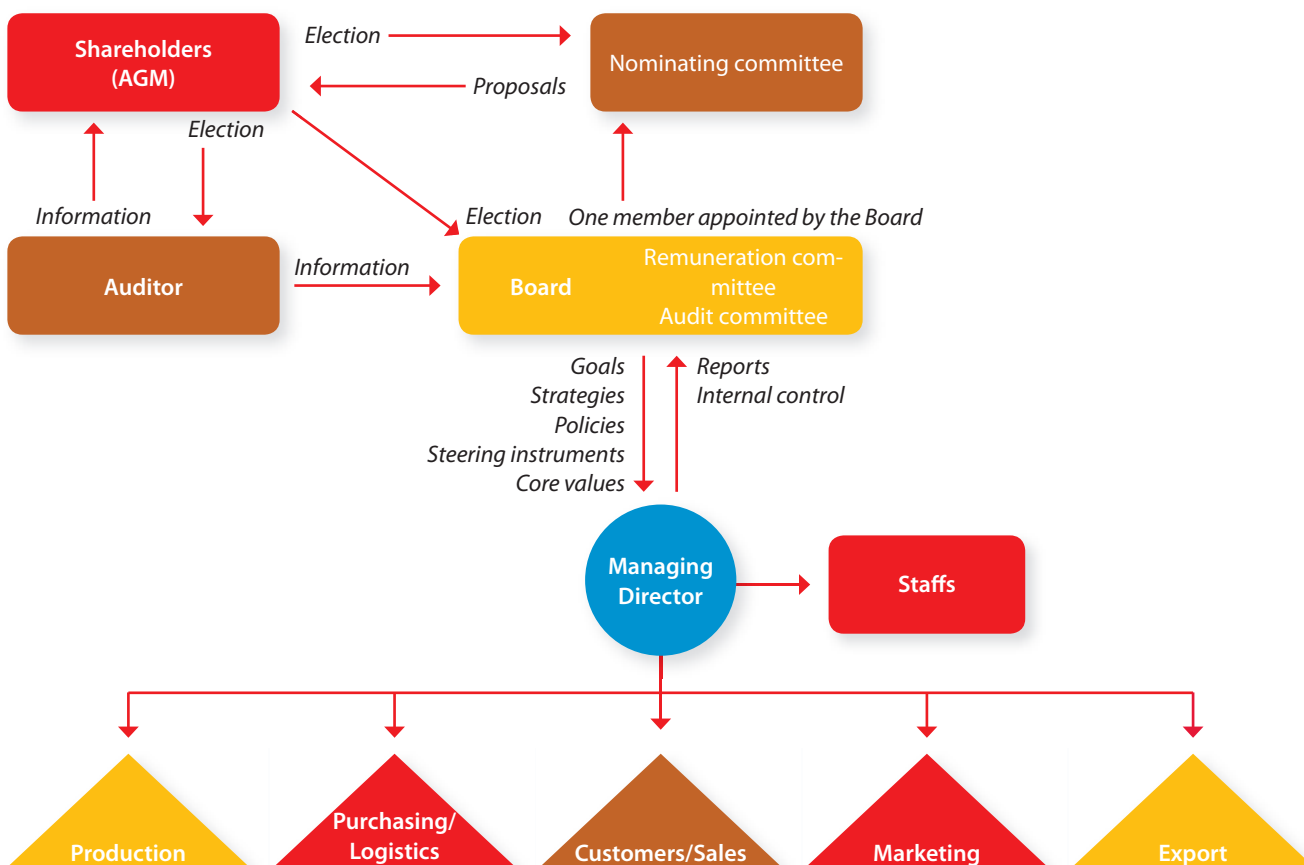 Shareholders
(AGM)
Election
Nominating committee
Proposals
Election
Information
Election
One member appointed by the Board
Auditor
Information
Board
Remuneration com-
mittee
Audit committee
Goals
Strategies
Policies
Steering instruments
Core values
Reports
Internal control
Managing
Director
Staffs
Production
Purchasing/
Logistics
Customers/Sales
Marketing
Export